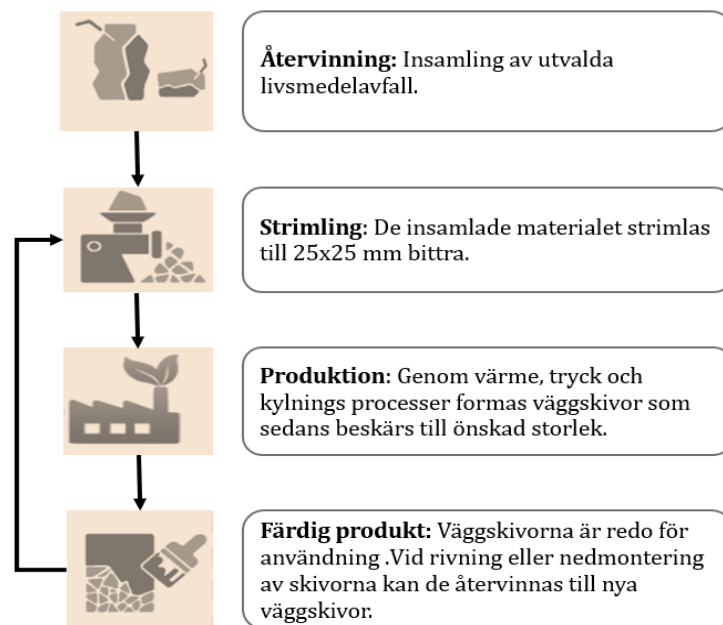 Återvinning: Insamling av utvalda
livsmedelavfall.
Strimling: De insamlade materialet strimlas
till 25x25 mm bittra.
Produktion: Genom värme, tryck och
kylnings processer formas väggskivor som
sedans beskärs till önskad storlek.
Färdig produkt: Väggskivorna är redo för
användning .Vid rivning eller nedmontering
av skivorna kan de återvinnas till nya
väggskivor.